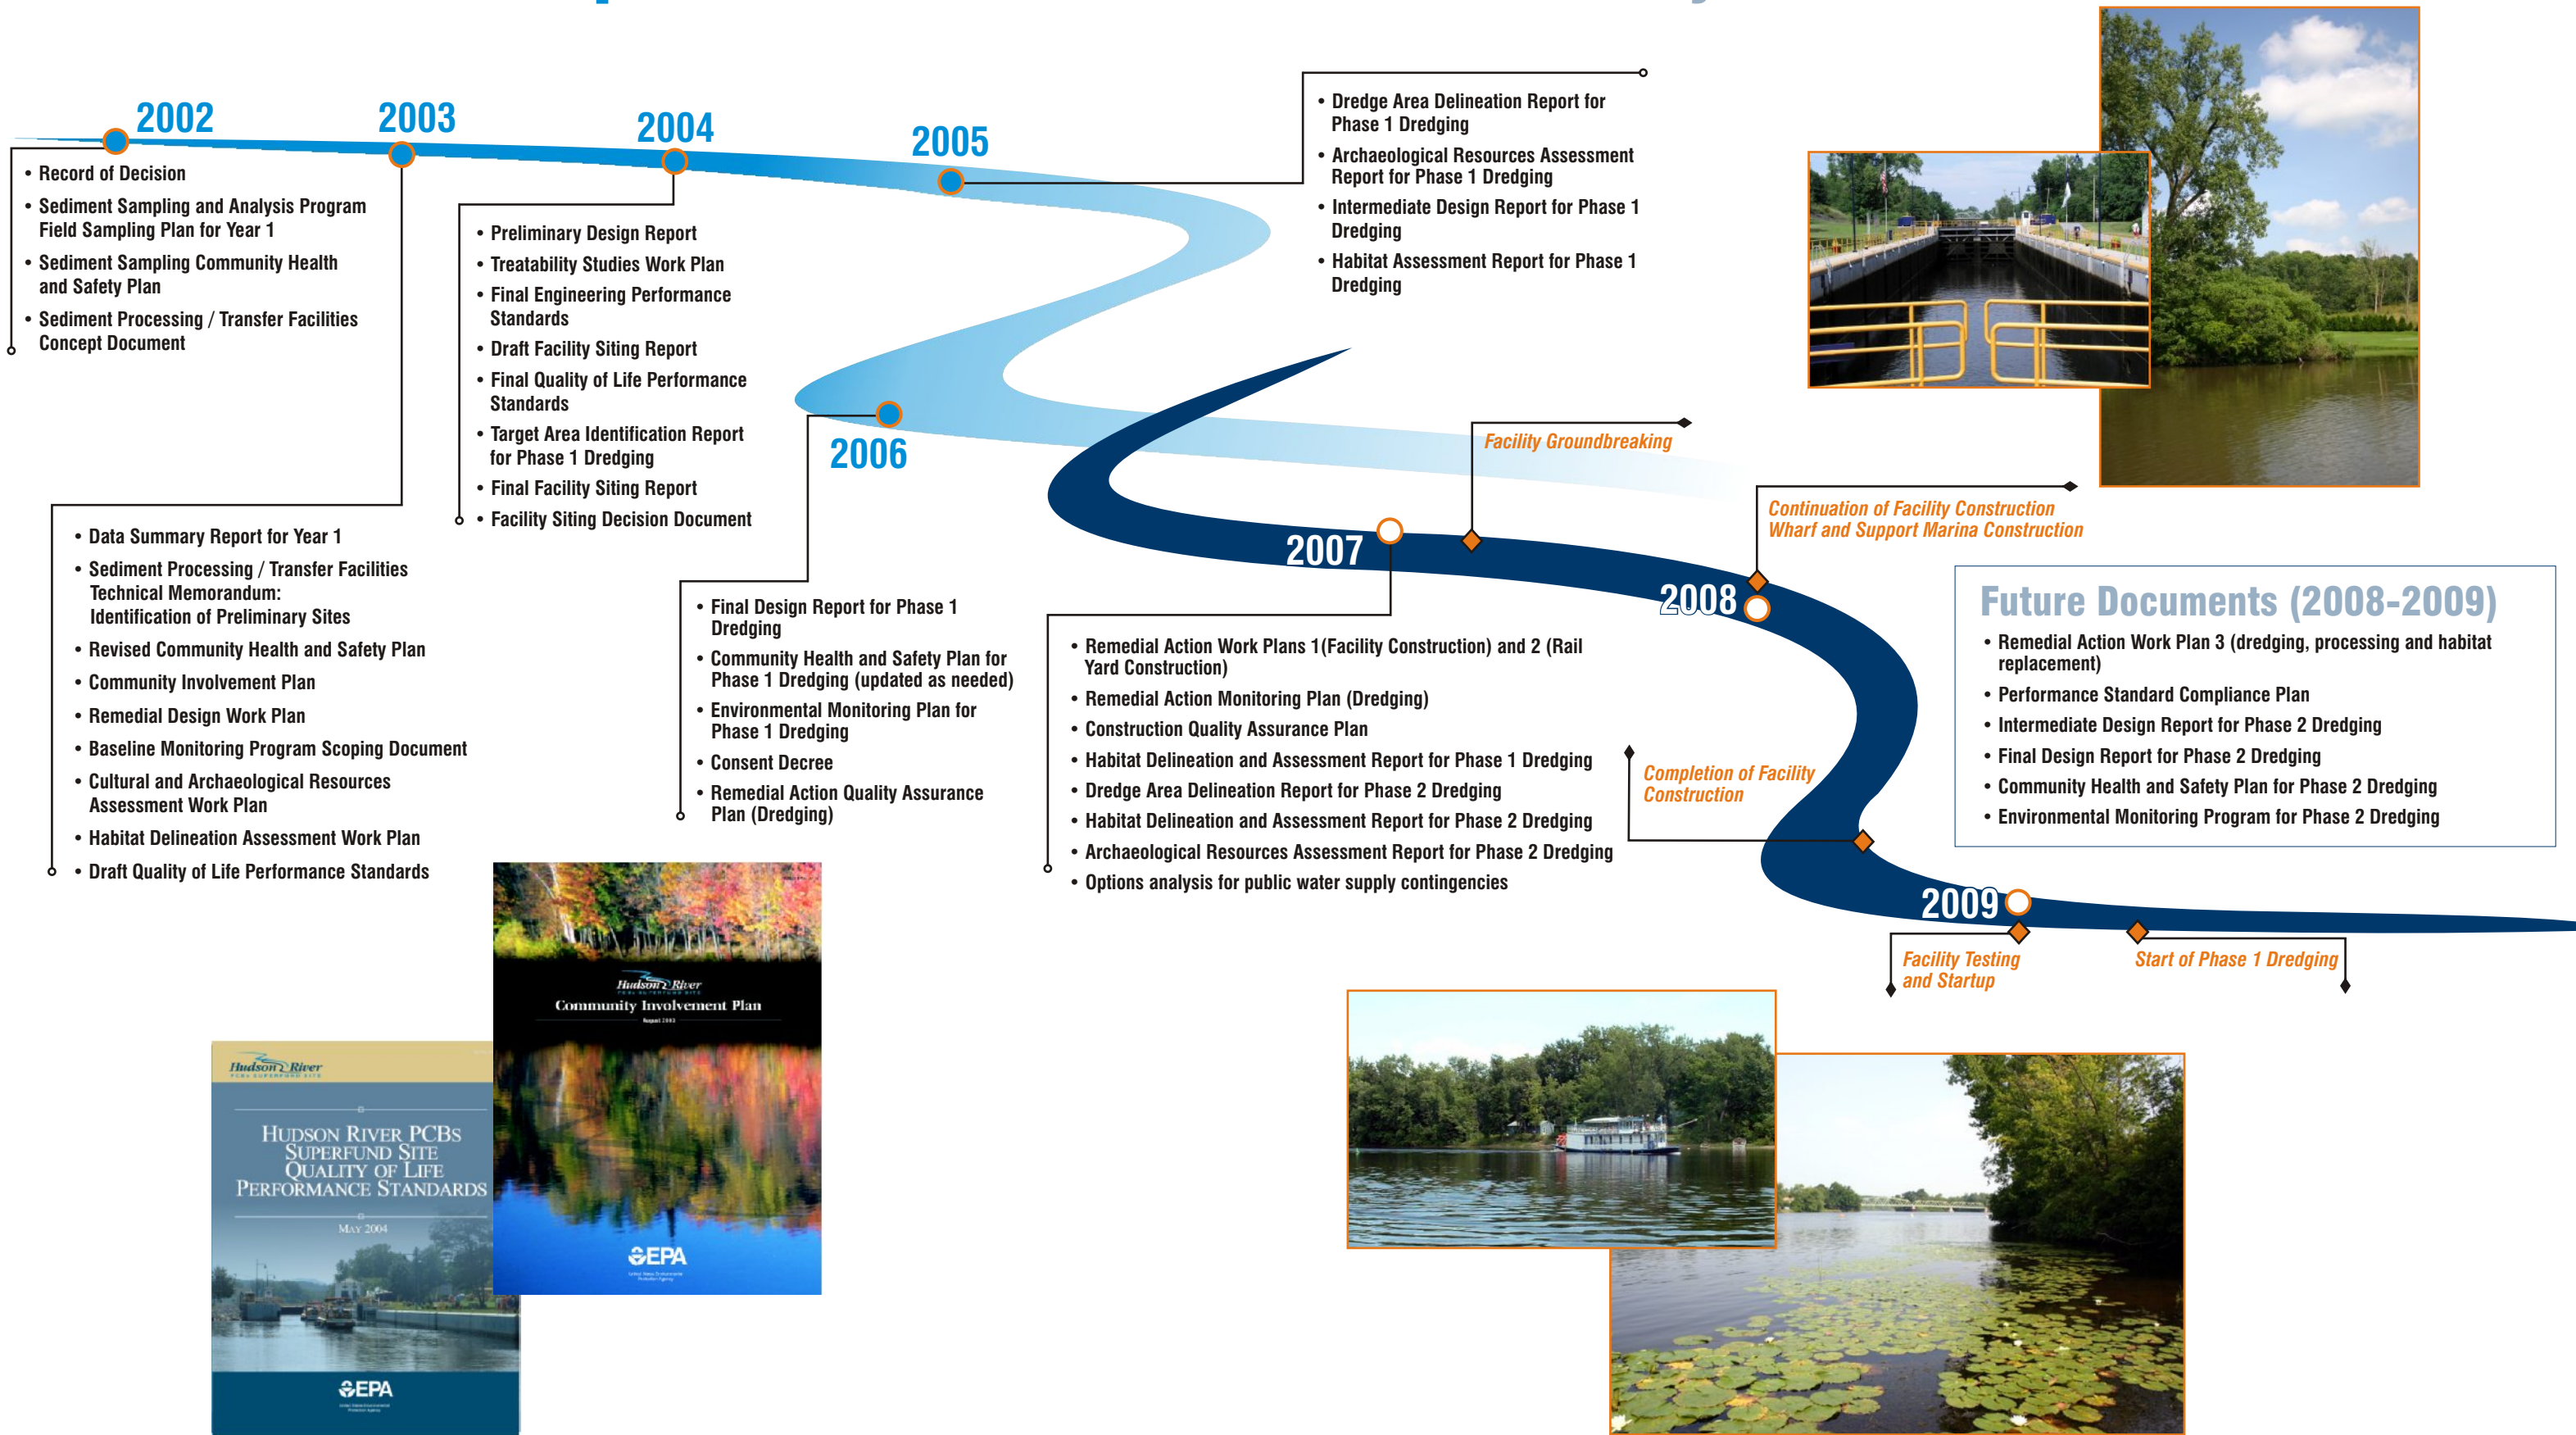 2002
2003
2004
2005
• Record of Decision
• Sediment Sampling and Analysis Program
Field Sampling Plan for Year 1
• Sediment Sampling Community Health
and Safety Plan
• Sediment Processing / Transfer Facilities
Concept Document
• Data Summary Report for Year 1
• Sediment Processing / Transfer Facilities
Technical Memorandum:
Identification of Preliminary Sites
• Revised Community Health and Safety Plan
• Community Involvement Plan
• Remedial Design Work Plan
• Baseline Monitoring Program Scoping Document
• Cultural and Archaeological Resources
Assessment Work Plan
• Habitat Delineation Assessment Work Plan
• Draft Quality of Life Performance Standards
• Preliminary Design Report
• Treatability Studies Work Plan
• Final Engineering Performance
Standards
• Draft Facility Siting Report
• Final Quality of Life Performance
Standards
• Target Area Identification Report
for Phase 1 Dredging
• Final Facility Siting Report
• Facility Siting Decision Document
• Dredge Area Delineation Report for
Phase 1 Dredging
• Archaeological Resources Assessment
Report for Phase 1 Dredging
• Intermediate Design Report for Phase 1
Dredging
• Habitat Assessment Report for Phase 1
Dredging
2006
• Final Design Report for Phase 1
Dredging
• Community Health and Safety Plan for
Phase 1 Dredging (updated as needed)
• Environmental Monitoring Plan for
Phase 1 Dredging
• Consent Decree
• Remedial Action Quality Assurance
Plan (Dredging)
Facility Groundbreaking
2007
• Remedial Action Work Plans 1(Facility Construction) and 2 (Rail
Yard Construction)
• Remedial Action Monitoring Plan (Dredging)
• Construction Quality Assurance Plan
• Habitat Delineation and Assessment Report for Phase 1 Dredging
• Dredge Area Delineation Report for Phase 2 Dredging
• Habitat Delineation and Assessment Report for Phase 2 Dredging
• Archaeological Resources Assessment Report for Phase 2 Dredging
• Options analysis for public water supply contingencies
Continuation of Facility Construction
Wharf and Support Marina Construction
2008
Completion of Facility
Construction
Future Documents (2008-2009)
• Remedial Action Work Plan 3 (dredging, processing and habitat
replacement)
• Performance Standard Compliance Plan
• Intermediate Design Report for Phase 2 Dredging
• Final Design Report for Phase 2 Dredging
• Community Health and Safety Plan for Phase 2 Dredging
• Environmental Monitoring Program for Phase 2 Dredging
2009
Facility Testing
and Startup
Start of Phase 1 Dredging
Hudson River
PCBs SUPERFUND SITE
Community Involvement Plan
August 2003
EPA
United States Environmental
Protection Agency
Hudson River
PCBs SUPERFUND SITE
HUDSON RIVER PCBS
SUPERFUND SITE
QUALITY OF LIFE
PERFORMANCE STANDARDS
MAY 2004
EPA
United States Environmental
Protection Agency